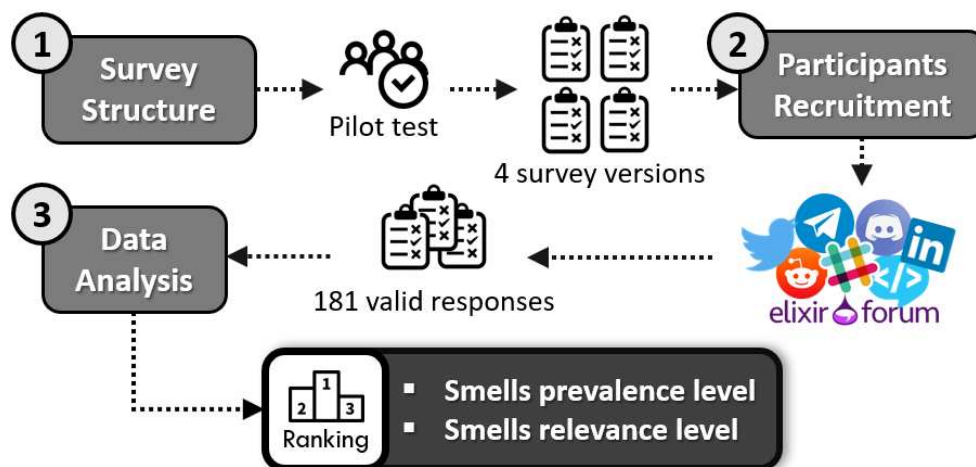 1
Survey
Structure
Pilot test
4 survey versions
2
Participants
Recruitment
in
</>
elixir forum
181 valid responses
3
Data
Analysis
1
2
3
Ranking
▪ Smells prevalence level
▪ Smells relevance level